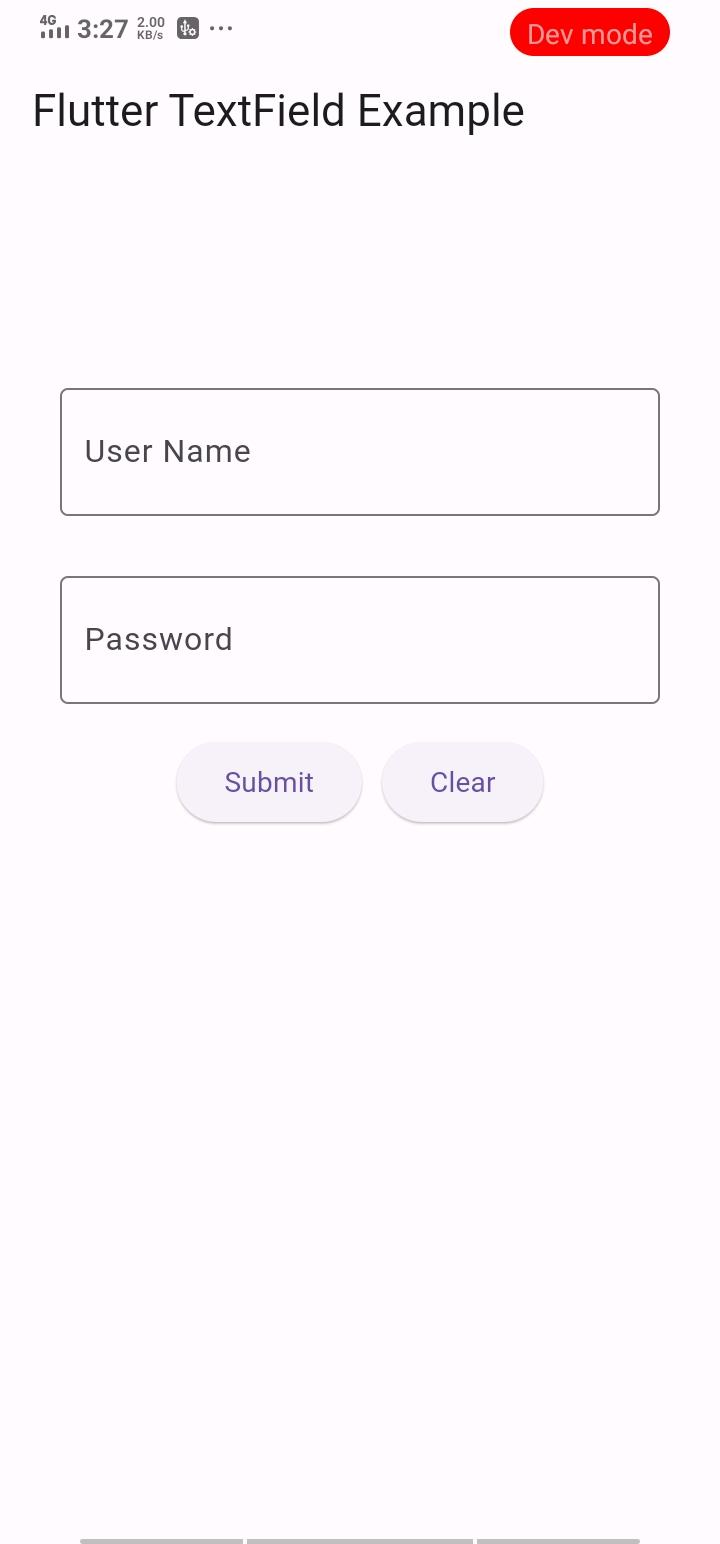 4G 3:27 2.00 KB/s ... Dev mode
Flutter TextField Example
User Name
Password
Submit Clear